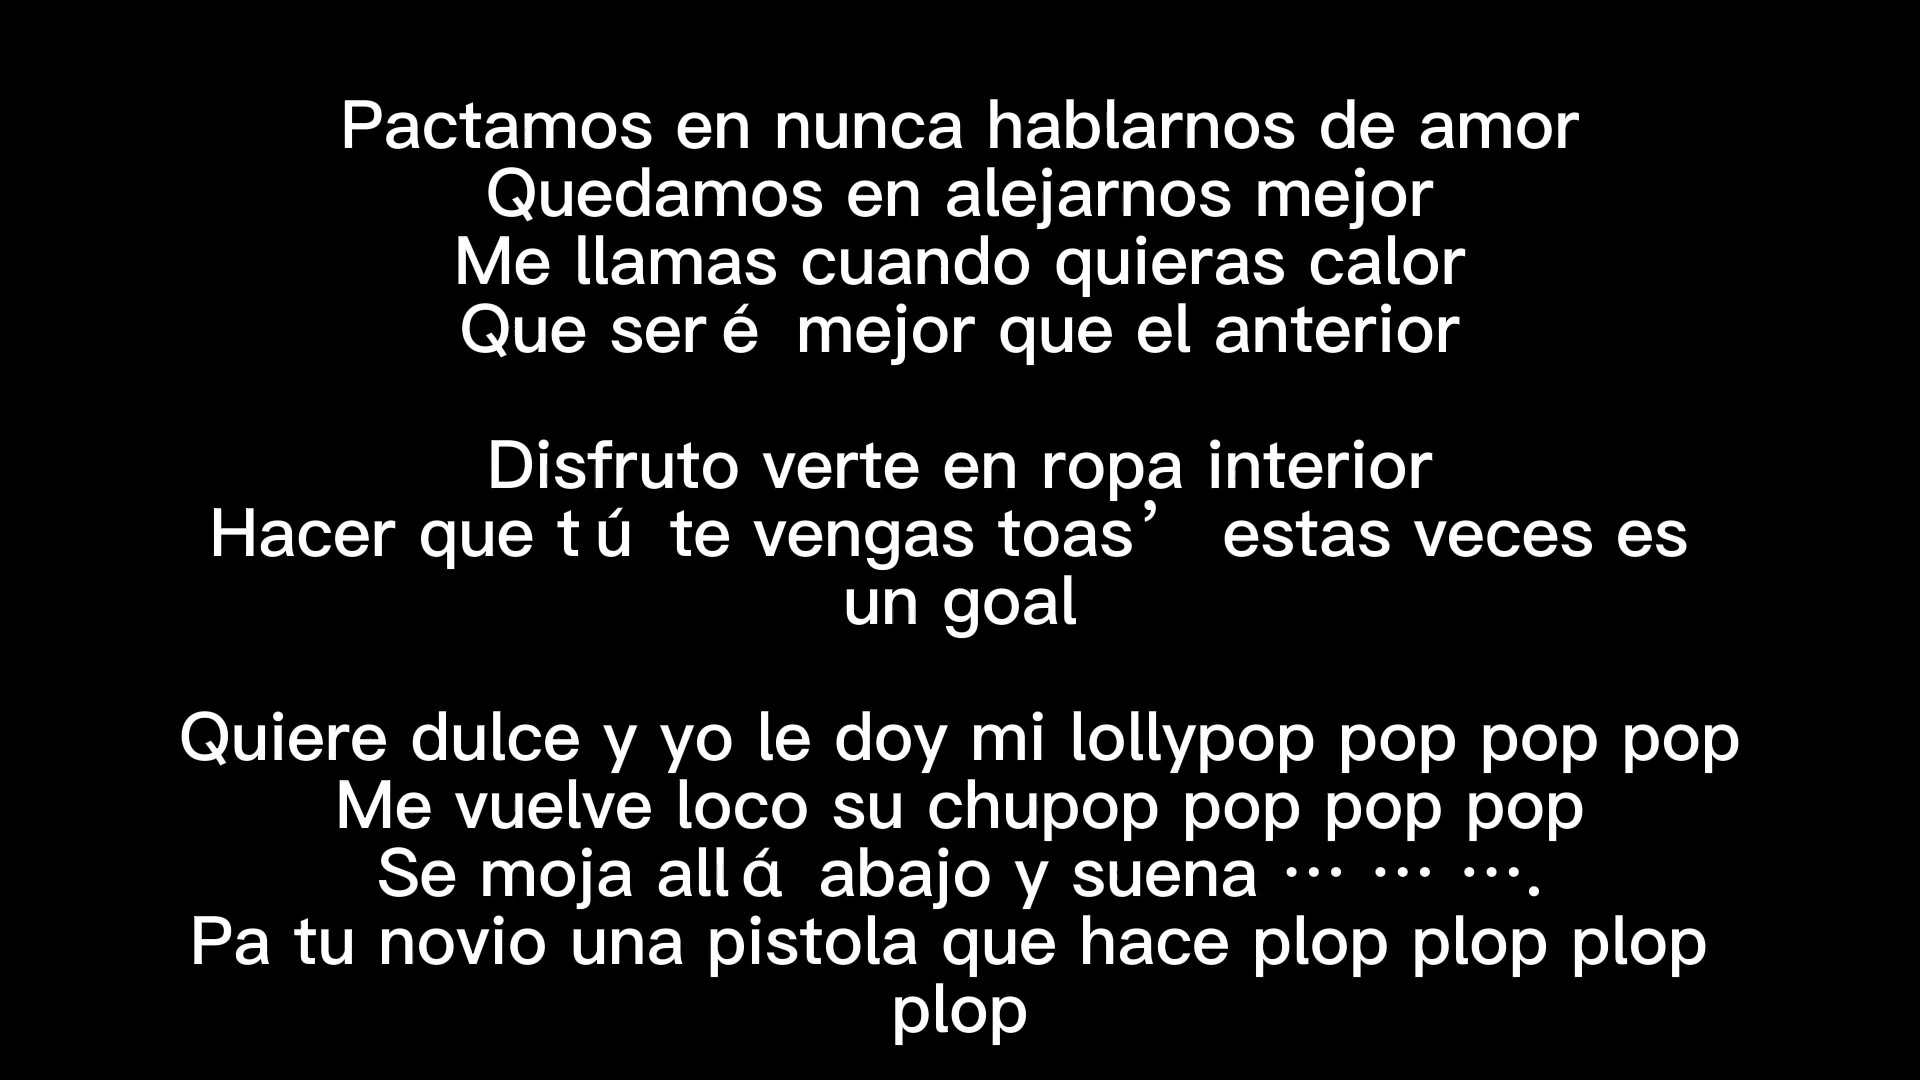 Pactamos en nunca hablarnos de amor
Quedamos en alejarnos mejor
Me llamas cuando quieras calor
Que seré mejor que el anterior
Disfruto verte en ropa interior
Hacer que tú te vengas toas’ estas veces es
un goal
Quiere dulce y yo le doy mi lollypop pop pop pop
Me vuelve loco su chupop pop pop pop
Se moja allá abajo y suena … … ….
Pa tu novio una pistola que hace plop plop plop
plop